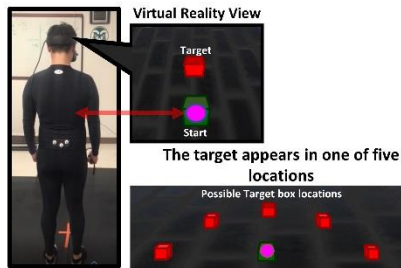 Virtual Reality View
Target
Start
The target appears in one of five
locations
Possible Target box locations